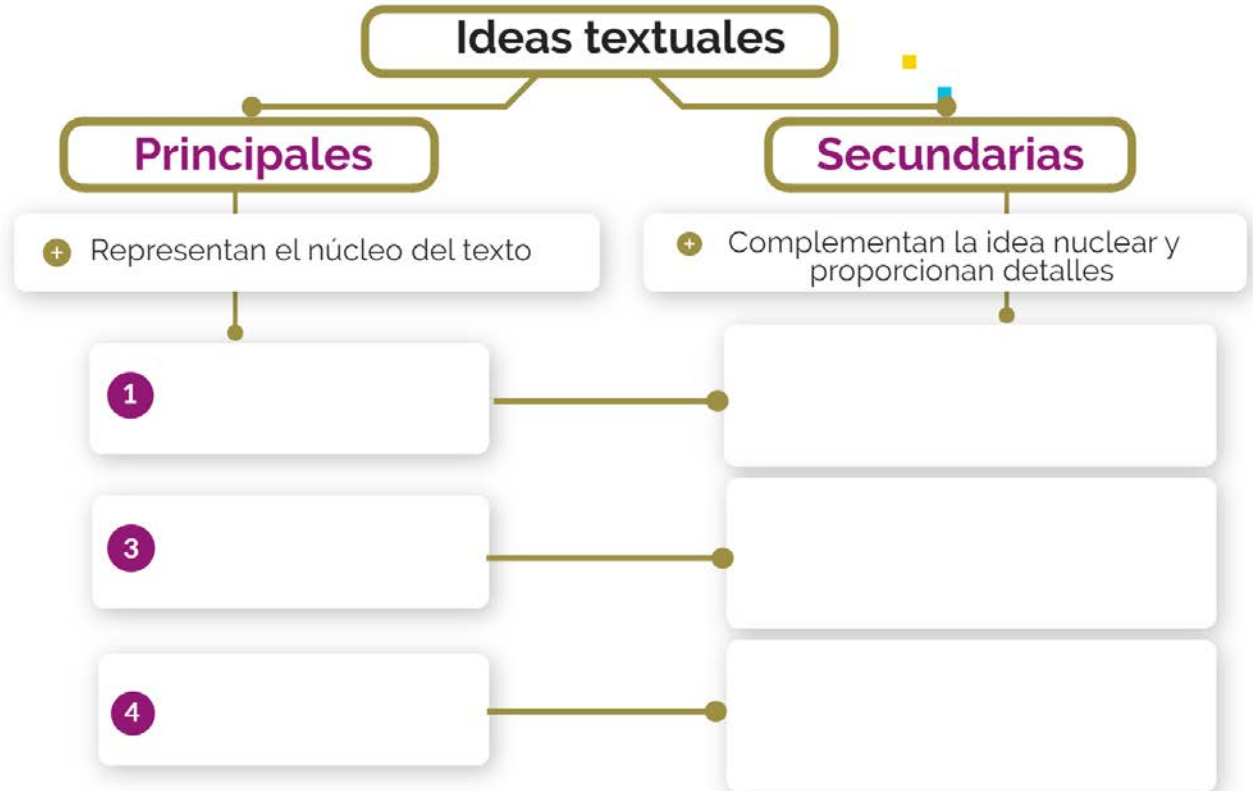 Ideas textuales
Principales
Secundarias
+ Representan el núcleo del texto
+ Complementan la idea nuclear y
proporcionan detalles
1
3
4